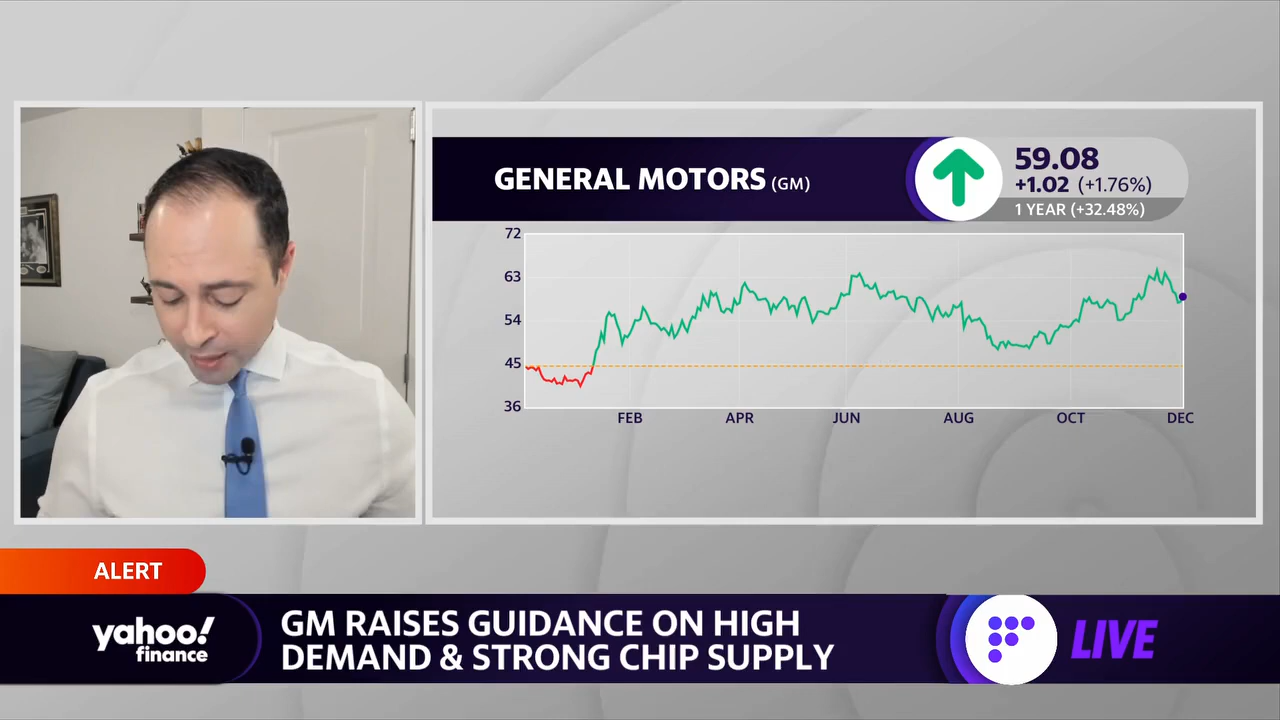 GENERAL MOTORS (GM)
59.08
+1.02 (+1.76%)
1 YEAR (+32.48%)
72
63
54
45
36
FEB APR JUN AUG OCT DEC
ALERT
yahoo!
finance
GM RAISES GUIDANCE ON HIGH
DEMAND & STRONG CHIP SUPPLY
LIVE